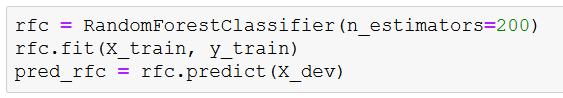 rfc = RandomForestClassifier(n_estimators=200)
rfc.fit(X_train, y_train)
pred_rfc = rfc.predict(X_dev)